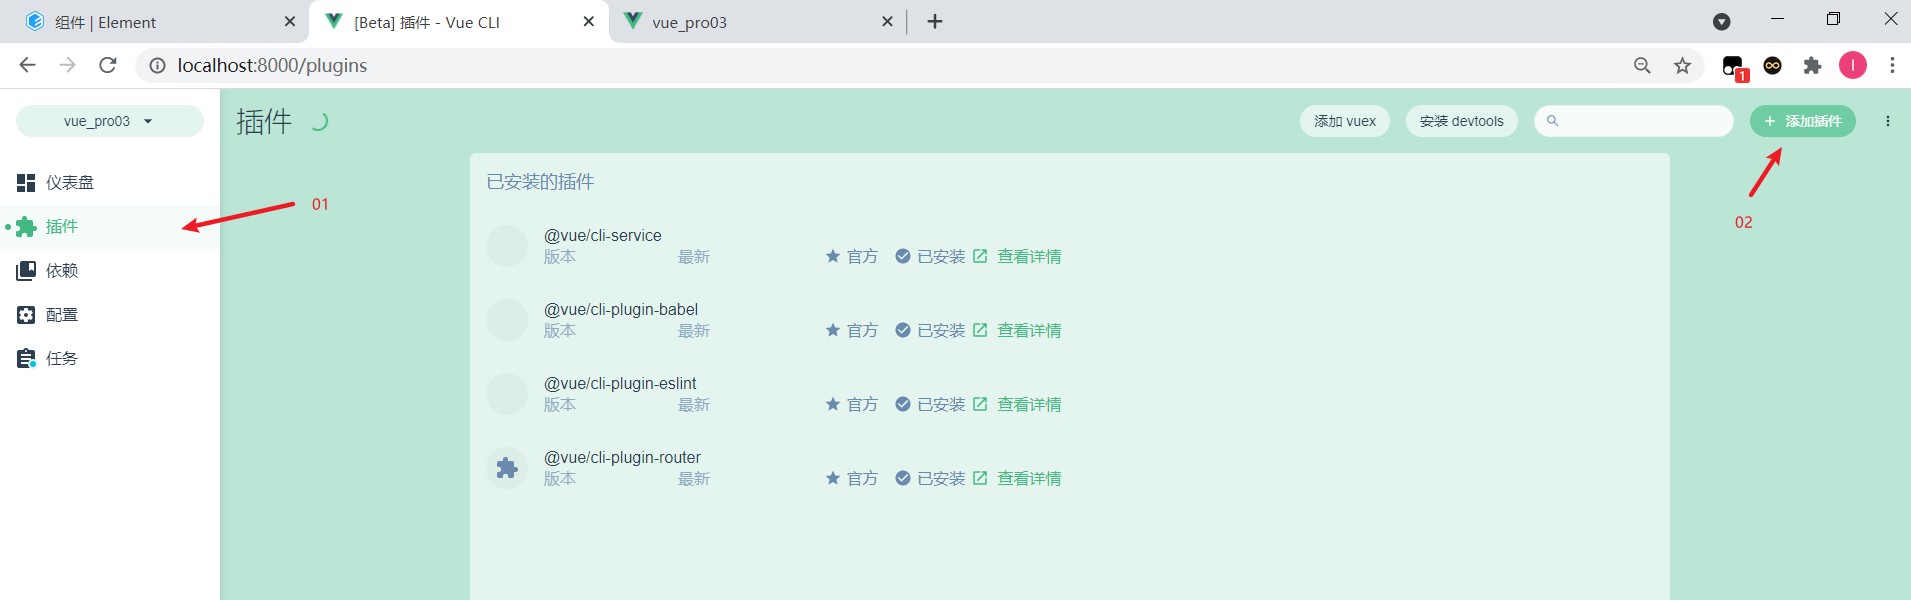 组件 | Element
[Beta] 插件 - Vue CLI
vue_pro03
localhost:8000/plugins
1
I
vue_pro03
插件
添加 vuex
安装 devtools
添加插件
仪表盘
插件
依赖
配置
任务
01
02
已安装的插件
@vue/cli-service
版本 最新 官方 已安装 查看详情
@vue/cli-plugin-babel
版本 最新 官方 已安装 查看详情
@vue/cli-plugin-eslint
版本 最新 官方 已安装 查看详情
@vue/cli-plugin-router
版本 最新 官方 已安装 查看详情